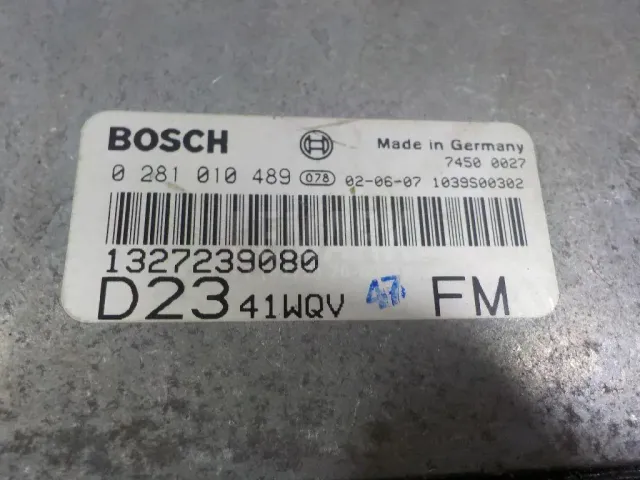 BOSCH Made in Germany
7450 0027
0 281 010 489 078 02-06-07 1039S00302
1327239080
D23 41WQV 47 FM